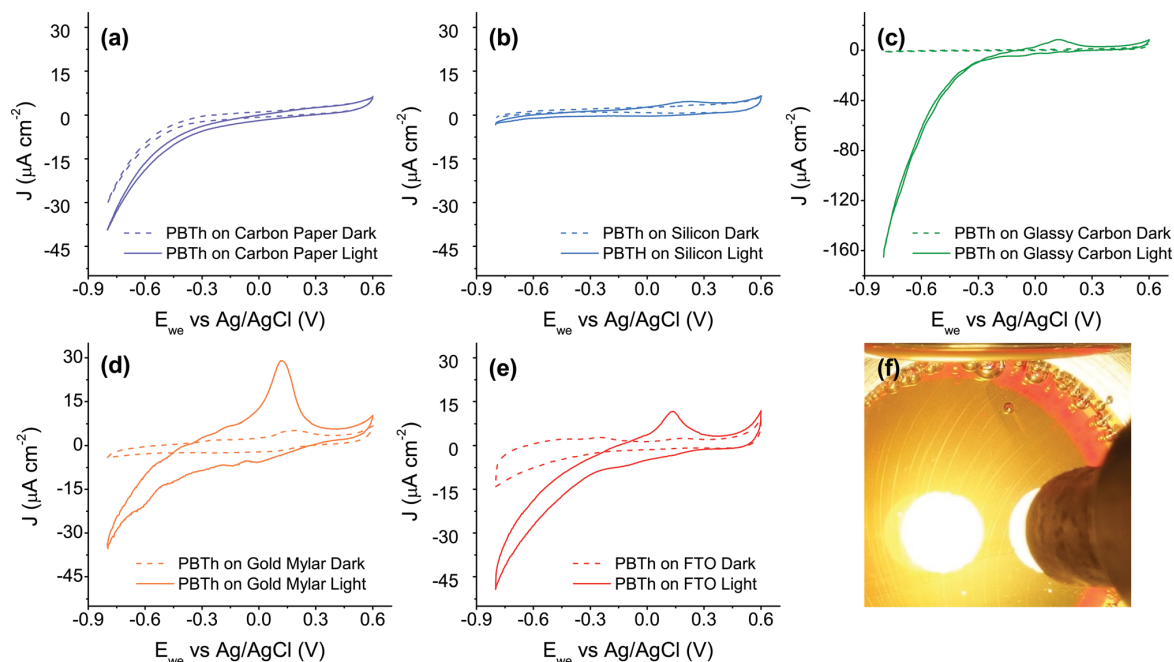 (a)
30
15
0
-15
-30
-45
J (µA cm⁻²)
PBTh on Carbon Paper Dark
PBTh on Carbon Paper Light
-0.9 -0.6 -0.3 0.0 0.3 0.6
E_we vs Ag/AgCl (V)
(b)
30
15
0
-15
-30
-45
J (µA cm⁻²)
PBTh on Silicon Dark
PBTH on Silicon Light
-0.9 -0.6 -0.3 0.0 0.3 0.6
E_we vs Ag/AgCl (V)
(c)
0
-40
-80
-120
-160
J (µA cm⁻²)
PBTh on Glassy Carbon Dark
PBTh on Glassy Carbon Light
-0.9 -0.6 -0.3 0.0 0.3 0.6
E_we vs Ag/AgCl (V)
(d)
30
15
0
-15
-30
-45
J (µA cm⁻²)
PBTh on Gold Mylar Dark
PBTh on Gold Mylar Light
-0.9 -0.6 -0.3 0.0 0.3 0.6
E_we vs Ag/AgCl (V)
(e)
30
15
0
-15
-30
-45
J (µA cm⁻²)
PBTh on FTO Dark
PBTh on FTO Light
-0.9 -0.6 -0.3 0.0 0.3 0.6
E_we vs Ag/AgCl (V)
(f)